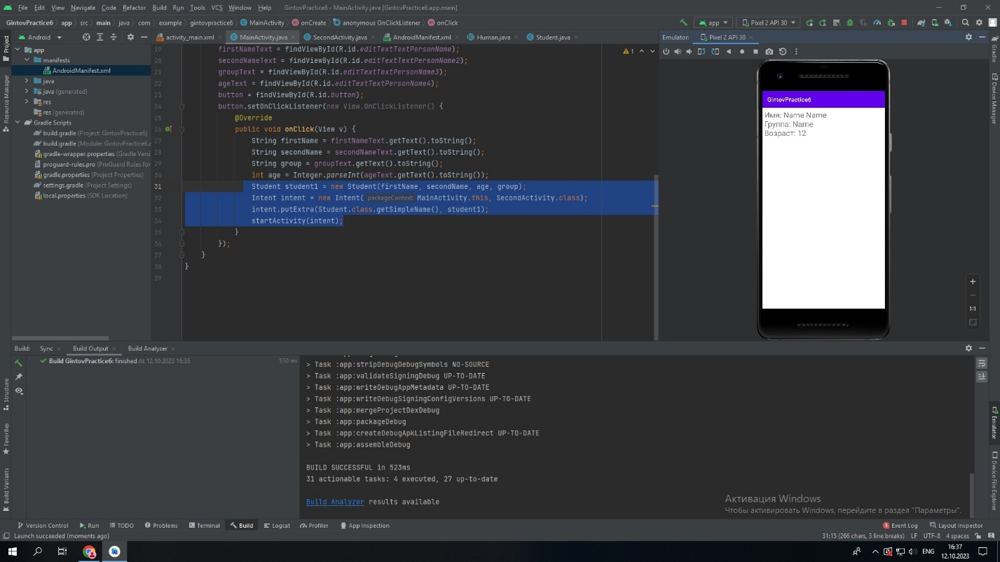 File Edit View Navigate Code Refactor Build Run Tools VCS Window Help GintovPractice6 - MainActivity.java [GintovPractice6.app.main]
GintovPractice6 app src main java com example gintovpractice6 MainActivity onCreate anonymous OnClickListener onClick app Pixel 2 API 30
Android activity_main.xml MainActivity.java SecondActivity.java AndroidManifest.xml Human.java Student.java Emulator: Pixel 2 API 30
Project
Resource Manager
Structure
Favorites
Build Variants
app
manifests
AndroidManifest.xml
java
java (generated)
res
res (generated)
Gradle Scripts
build.gradle (Project: GintovPractice6)
build.gradle (Module: GintovPractice6.a
gradle-wrapper.properties (Gradle Versi
proguard-rules.pro (ProGuard Rules for
gradle.properties (Project Properties)
settings.gradle (Project Settings)
local.properties (SDK Location)
19 firstNameText = findViewById(R.id.editTextTextPersonName); 1
20 secondNameText = findViewById(R.id.editTextTextPersonName2);
21 groupText = findViewById(R.id.editTextTextPersonName3);
22 ageText = findViewById(R.id.editTextTextPersonName4);
23 button = findViewById(R.id.button);
24 button.setOnClickListener(new View.OnClickListener() {
25 @Override
26 public void onClick(View v) {
27 String firstName = firstNameText.getText().toString();
28 String secondName = secondNameText.getText().toString();
29 String group = groupText.getText().toString();
30 int age = Integer.parseInt(ageText.getText().toString());
31 Student student1 = new Student(firstName, secondName, age, group);
32 Intent intent = new Intent( packageContext: MainActivity.this, SecondActivity.class);
33 intent.putExtra(Student.class.getSimpleName(), student1);
34 startActivity(intent);
35 }
36 });
37 }
38 }
39
GintovPractice6
Имя: Name Name
Группа: Name
Возраст: 12
1:1
Gradle
Device Manager
Emulator
Device File Explorer
Build: Sync Build Output Build Analyzer
Build GintovPractice6: finished At 12.10.2023 16:36 550 ms
> Task :app:stripDebugDebugSymbols NO-SOURCE
> Task :app:validateSigningDebug UP-TO-DATE
> Task :app:writeDebugAppMetadata UP-TO-DATE
> Task :app:writeDebugSigningConfigVersions UP-TO-DATE
> Task :app:mergeProjectDexDebug
> Task :app:packageDebug
> Task :app:createDebugApkListingFileRedirect UP-TO-DATE
> Task :app:assembleDebug
BUILD SUCCESSFUL in 523ms
31 actionable tasks: 4 executed, 27 up-to-date
Build Analyzer results available
Активация Windows
Чтобы активировать Windows, перейдите в раздел "Параметры".
Version Control Run TODO Problems Terminal Build Logcat Profiler App Inspection 3 Event Log Layout Inspector
Launch succeeded (moments ago) 31:15 (266 chars, 3 line breaks) LF UTF-8 4 spaces
ENG 16:37
12.10.2023